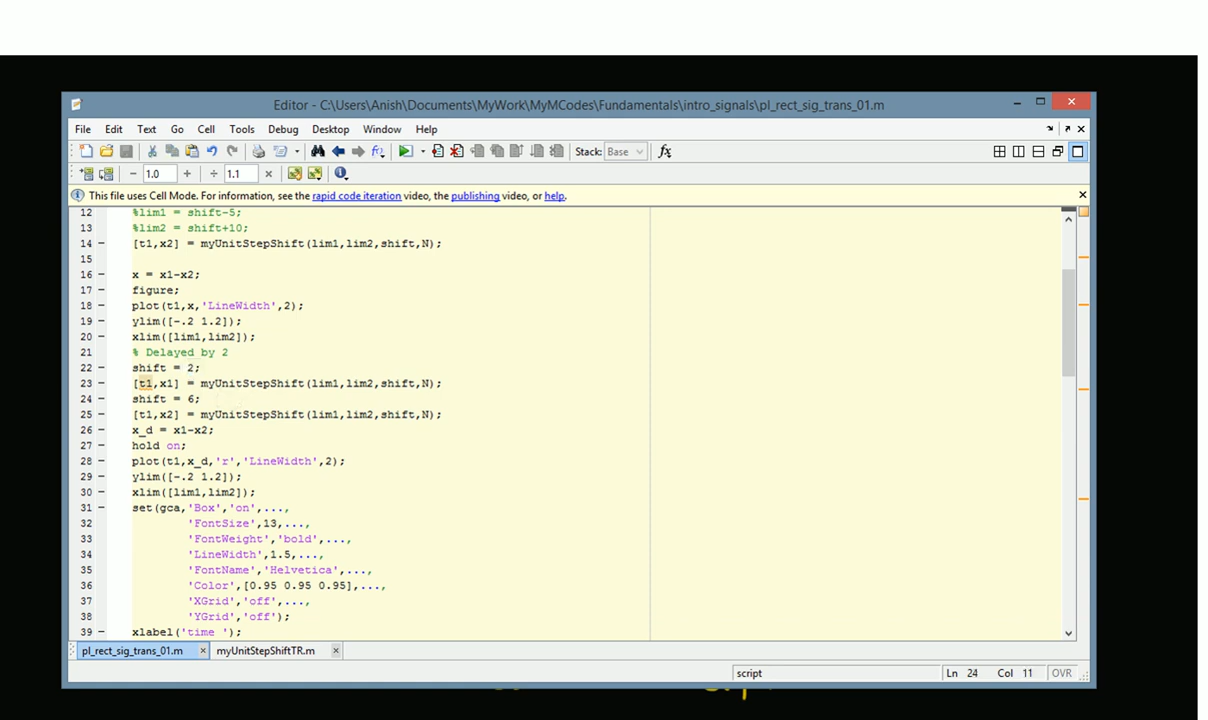 Editor - C:\Users\Anish\Documents\MyWork\MyMCodes\Fundamentals\intro_signals\pl_rect_sig_trans_01.m
File Edit Text Go Cell Tools Debug Desktop Window Help
Stack: Base fx
− 1.0 + ÷ 1.1 ×
This file uses Cell Mode. For information, see the rapid code iteration video, the publishing video, or help.
12 %lim1 = shift-5;
13 %lim2 = shift+10;
14 − [t1,x2] = myUnitStepShift(lim1,lim2,shift,N);
15
16 − x = x1-x2;
17 − figure;
18 − plot(t1,x,'LineWidth',2);
19 − ylim([-.2 1.2]);
20 − xlim([lim1,lim2]);
21 % Delayed by 2
22 − shift = 2;
23 − [t1,x1] = myUnitStepShift(lim1,lim2,shift,N);
24 − shift = 6;
25 − [t1,x2] = myUnitStepShift(lim1,lim2,shift,N);
26 − x_d = x1-x2;
27 − hold on;
28 − plot(t1,x_d,'r','LineWidth',2);
29 − ylim([-.2 1.2]);
30 − xlim([lim1,lim2]);
31 − set(gca,'Box','on',...,
32 'FontSize',13,...,
33 'FontWeight','bold',...,
34 'LineWidth',1.5,...,
35 'FontName','Helvetica',...,
36 'Color',[0.95 0.95 0.95],...,
37 'XGrid','off',...,
38 'YGrid','off');
39 − xlabel('time ');
pl_rect_sig_trans_01.m × myUnitStepShiftTR.m ×
script Ln 24 Col 11 OVR